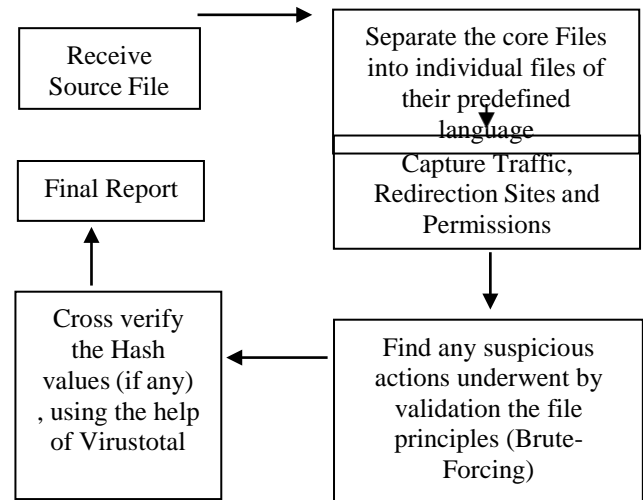 Receive
Source File
Separate the core Files
into individual files of
their predefined
language
Capture Traffic,
Redirection Sites and
Permissions
Find any suspicious
actions underwent by
validation the file
principles (Brute-
Forcing)
Cross verify
the Hash
values (if any)
, using the help
of Virustotal
Final Report